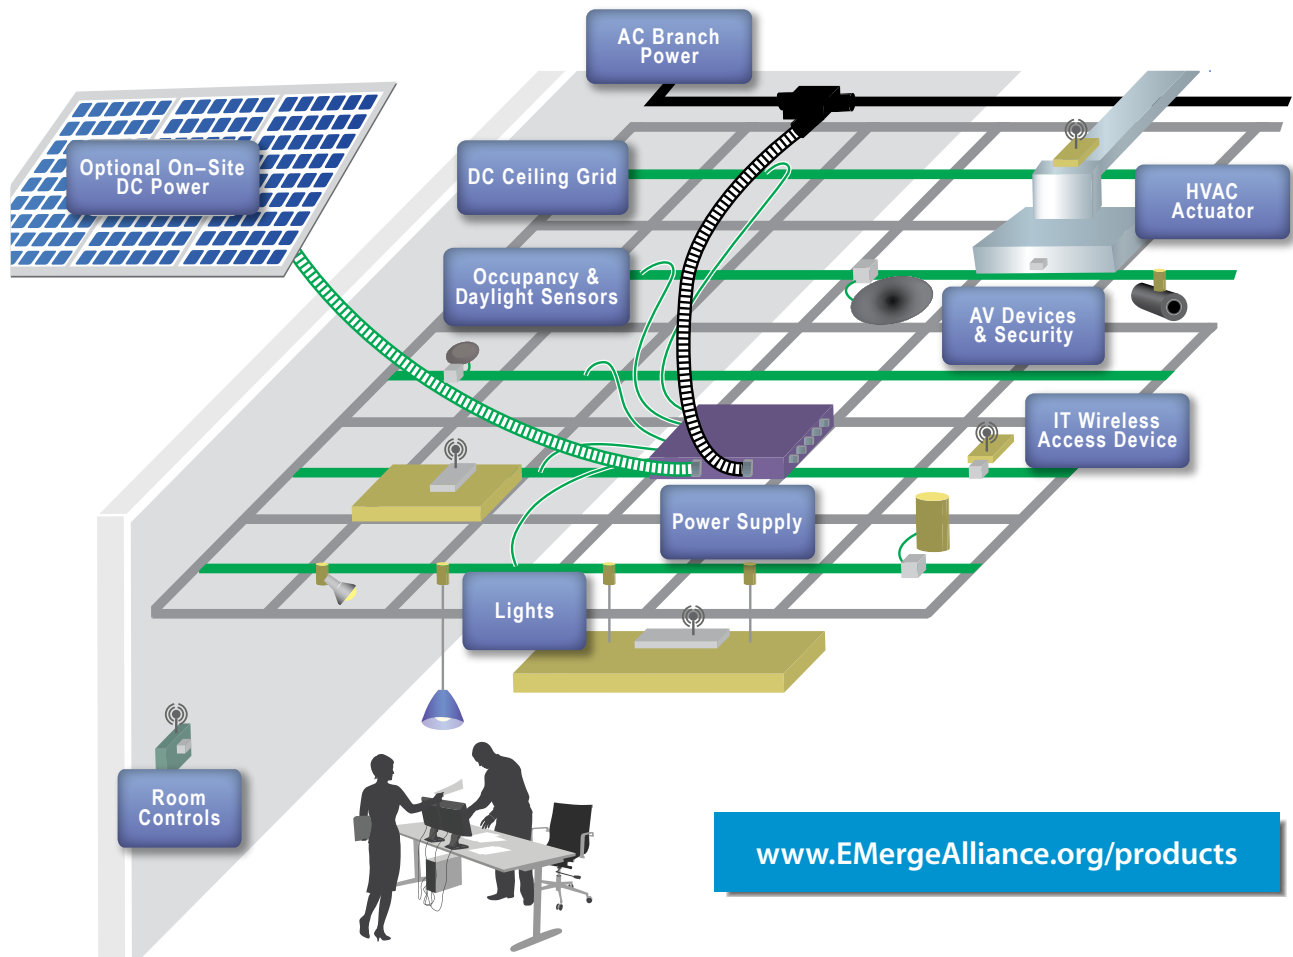 AC Branch
Power
Optional On–Site
DC Power
DC Ceiling Grid
HVAC
Actuator
Occupancy &
Daylight Sensors
AV Devices
& Security
IT Wireless
Access Device
Power Supply
Lights
Room
Controls
www.EMergeAlliance.org/products